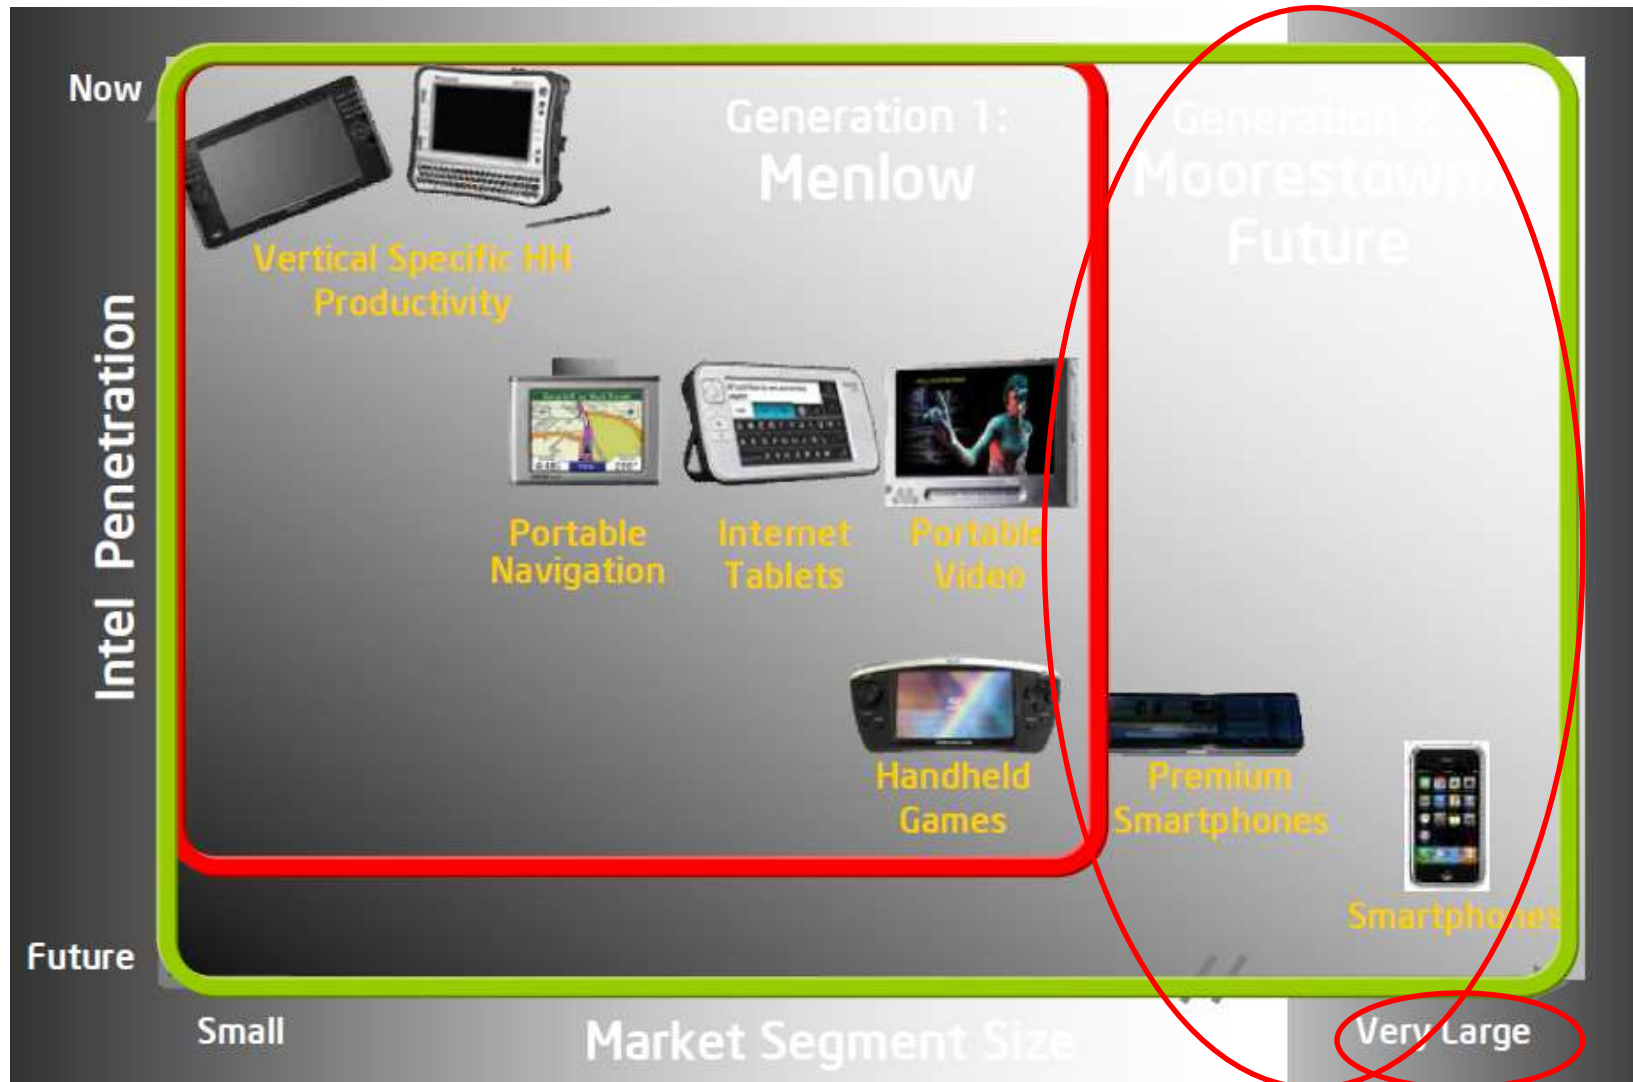 Now
Generation 1:
Menlow
Generation 2:
Moorestown/
Future
Vertical Specific HH
Productivity
Intel Penetration
Portable
Navigation
Internet
Tablets
Portable
Video
Handheld
Games
Premium
Smartphones
Smartphones
Future
Small
Market Segment Size
Very Large